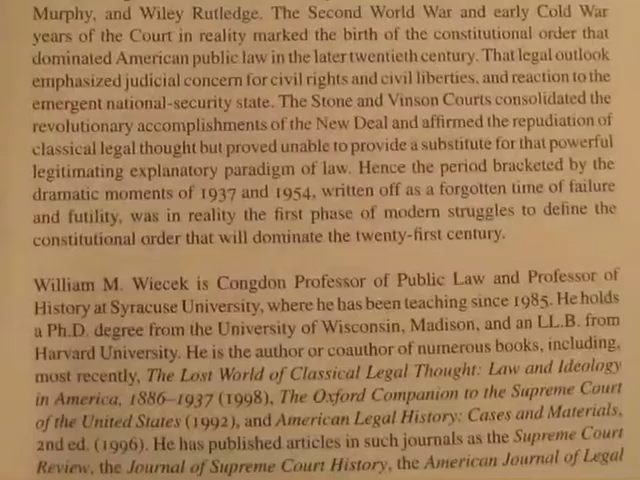 Murphy, and Wiley Rutledge. The Second World War and early Cold War
years of the Court in reality marked the birth of the constitutional order that
dominated American public law in the later twentieth century. That legal outlook
emphasized judicial concern for civil rights and civil liberties, and reaction to the
emergent national-security state. The Stone and Vinson Courts consolidated the
revolutionary accomplishments of the New Deal and affirmed the repudiation of
classical legal thought but proved unable to provide a substitute for that powerful
legitimating explanatory paradigm of law. Hence the period bracketed by the
dramatic moments of 1937 and 1954, written off as a forgotten time of failure
and futility, was in reality the first phase of modern struggles to define the
constitutional order that will dominate the twenty-first century.
William M. Wiecek is Congdon Professor of Public Law and Professor of
History at Syracuse University, where he has been teaching since 1985. He holds
a Ph.D. degree from the University of Wisconsin, Madison, and an LL.B. from
Harvard University. He is the author or coauthor of numerous books, including,
most recently, The Lost World of Classical Legal Thought: Law and Ideology
in America, 1886–1937 (1998), The Oxford Companion to the Supreme Court
of the United States (1992), and American Legal History: Cases and Materials,
2nd ed. (1996). He has published articles in such journals as the Supreme Court
Review, the Journal of Supreme Court History, the American Journal of Legal